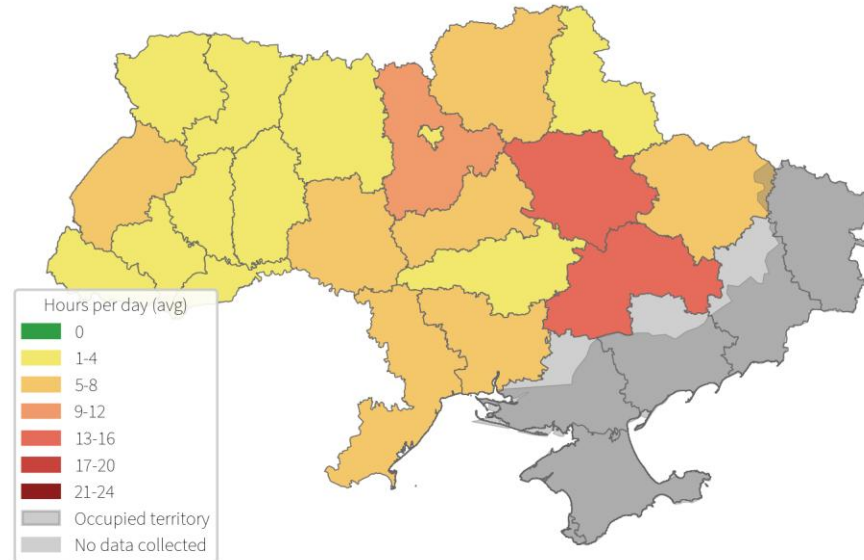 Hours per day (avg)
0
1-4
5-8
9-12
13-16
17-20
21-24
Occupied territory
No data collected